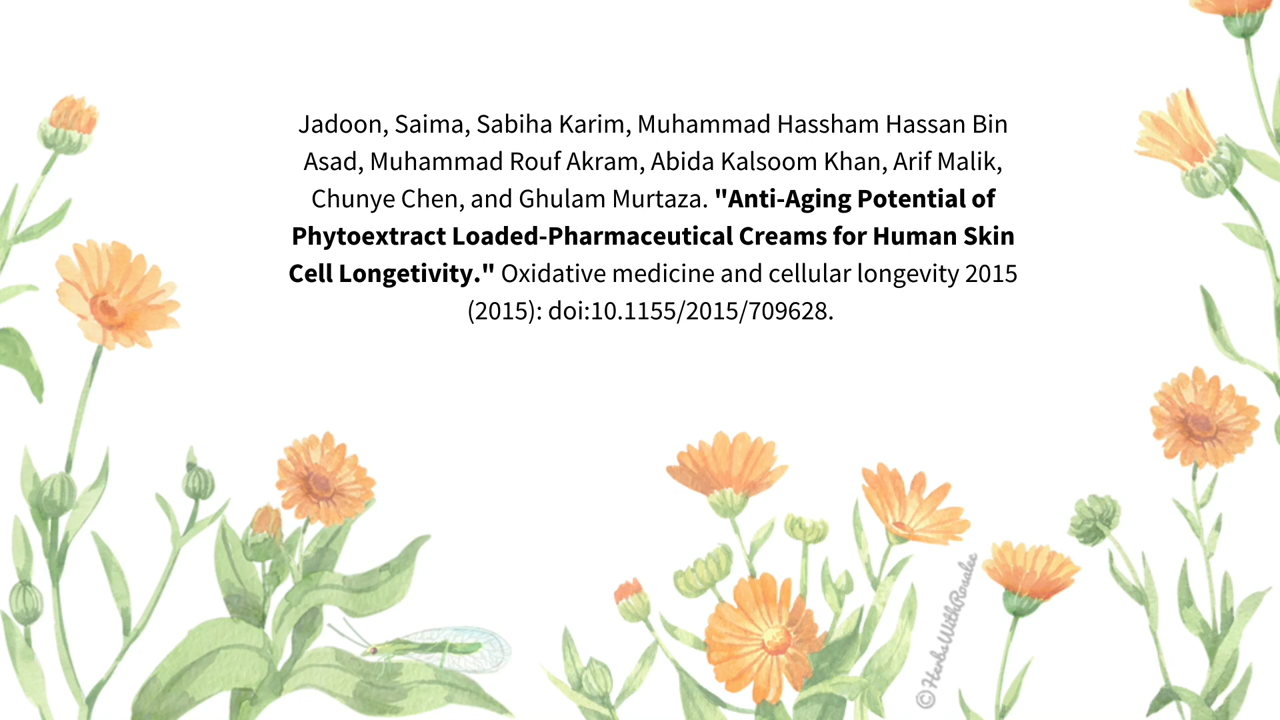 Jadoon, Saima, Sabiha Karim, Muhammad Hassham Hassan Bin
Asad, Muhammad Rouf Akram, Abida Kalsoom Khan, Arif Malik,
Chunye Chen, and Ghulam Murtaza. "Anti-Aging Potential of
Phytoextract Loaded-Pharmaceutical Creams for Human Skin
Cell Longetivity." Oxidative medicine and cellular longevity 2015
(2015): doi:10.1155/2015/709628.
©HerbsWithRosalee